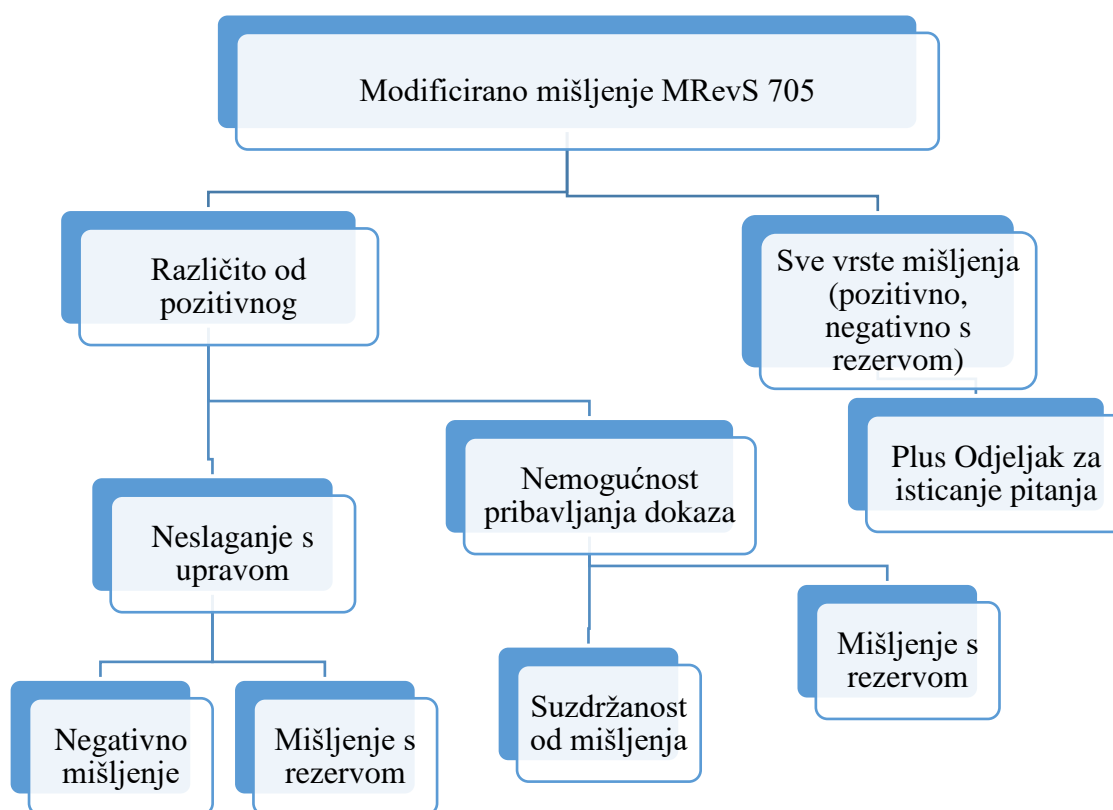 Modificirano mišljenje MRevS 705
Različito od
pozitivnog
Sve vrste mišljenja
(pozitivno,
negativno s
rezervom)
Plus Odjeljak za
isticanje pitanja
Nemogućnost
pribavljanja dokaza
Neslaganje s
upravom
Mišljenje s
rezervom
Suzdržanost
od mišljenja
Negativno
mišljenje
Mišljenje s
rezervom